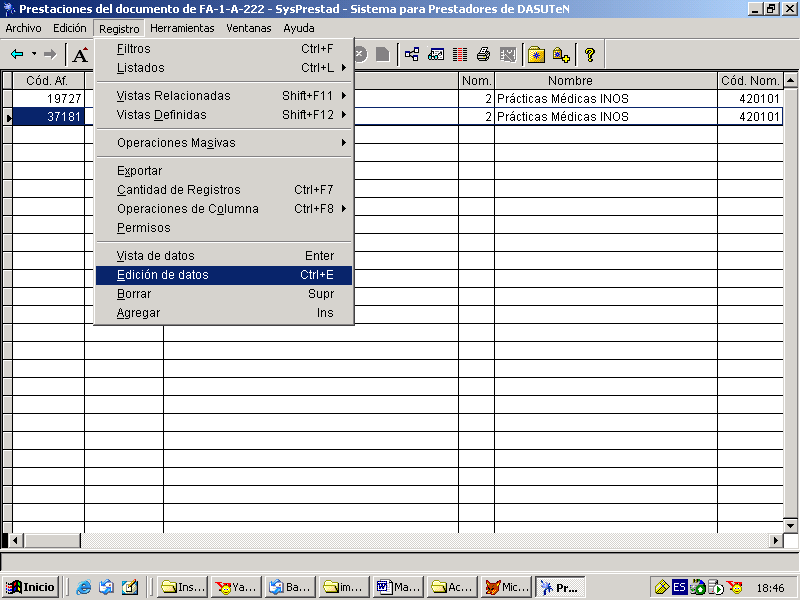 Prestaciones del documento de FA-1-A-222 - SysPrestad - Sistema para Prestadores de DASUTeN
Archivo Edición Registro Herramientas Ventanas Ayuda
Filtros Ctrl+F
Listados Ctrl+L
Vistas Relacionadas Shift+F11
Vistas Definidas Shift+F12
Operaciones Masivas
Exportar
Cantidad de Registros Ctrl+F7
Operaciones de Columna Ctrl+F8
Permisos
Vista de datos Enter
Edición de datos Ctrl+E
Borrar Supr
Agregar Ins
Cód. Af. Nom. Nombre Cód. Nom.
19727 2 Prácticas Médicas INOS 420101
37181 2 Prácticas Médicas INOS 420101
Inicio Ins... Ya... Ba... im... Ma... Ac... Mic... Pr... ES 18:46